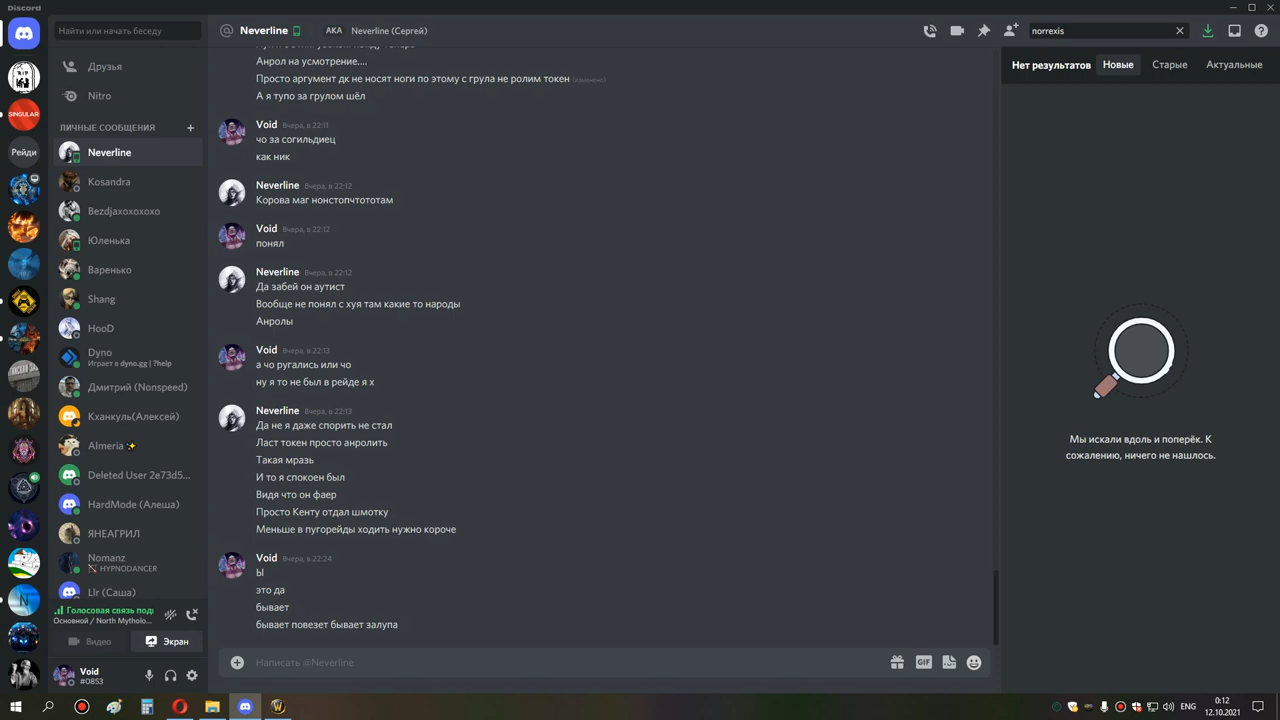 Discord
Найти или начать беседу
Neverline
AKA
Neverline (Сергей)
norrexis
Друзья
Nitro
ЛИЧНЫЕ СООБЩЕНИЯ
Neverline
Kosandra
Bezdjaxoxoxoxo
Юленька
Варенько
Shang
HooD
Dyno
Играет в dyno.gg | ?help
Дмитрий (Nonspeed)
Кханкуль(Алексей)
Almeria
Deleted User 2e73d5...
HardMode (Алеша)
ЯНЕАГРИЛ
Nomanz
HYPNODANCER
Llr (Саша)
RIP
SINGULAR
Рейди
Голосовая связь подк
Основной / North Mytholo...
Видео
Экран
Void
#0853
Анрол на усмотрение....
Просто аргумент дк не носят ноги по этому с грула не ролим токен (изменено)
А я тупо за грулом шёл
Void Вчера, в 22:11
чо за согильдиец
как ник
Neverline Вчера, в 22:12
Корова маг нонстопчтототам
Void Вчера, в 22:12
понял
Neverline Вчера, в 22:12
Да забей он аутист
Вообще не понял с хуя там какие то народы
Анролы
Void Вчера, в 22:13
а чо ругались или чо
ну я то не был в рейде я х
Neverline Вчера, в 22:13
Да не я даже спорить не стал
Ласт токен просто анролить
Такая мразь
И то я спокоен был
Видя что он фаер
Просто Кенту отдал шмотку
Меньше в пугорейды ходить нужно короче
Void Вчера, в 22:24
Ы
это да
бывает
бывает повезет бывает залупа
Написать @Neverline
GIF
Нет результатов
Новые
Старые
Актуальные
Мы искали вдоль и поперёк. К
сожалению, ничего не нашлось.
ENG
0:12
12.10.2021